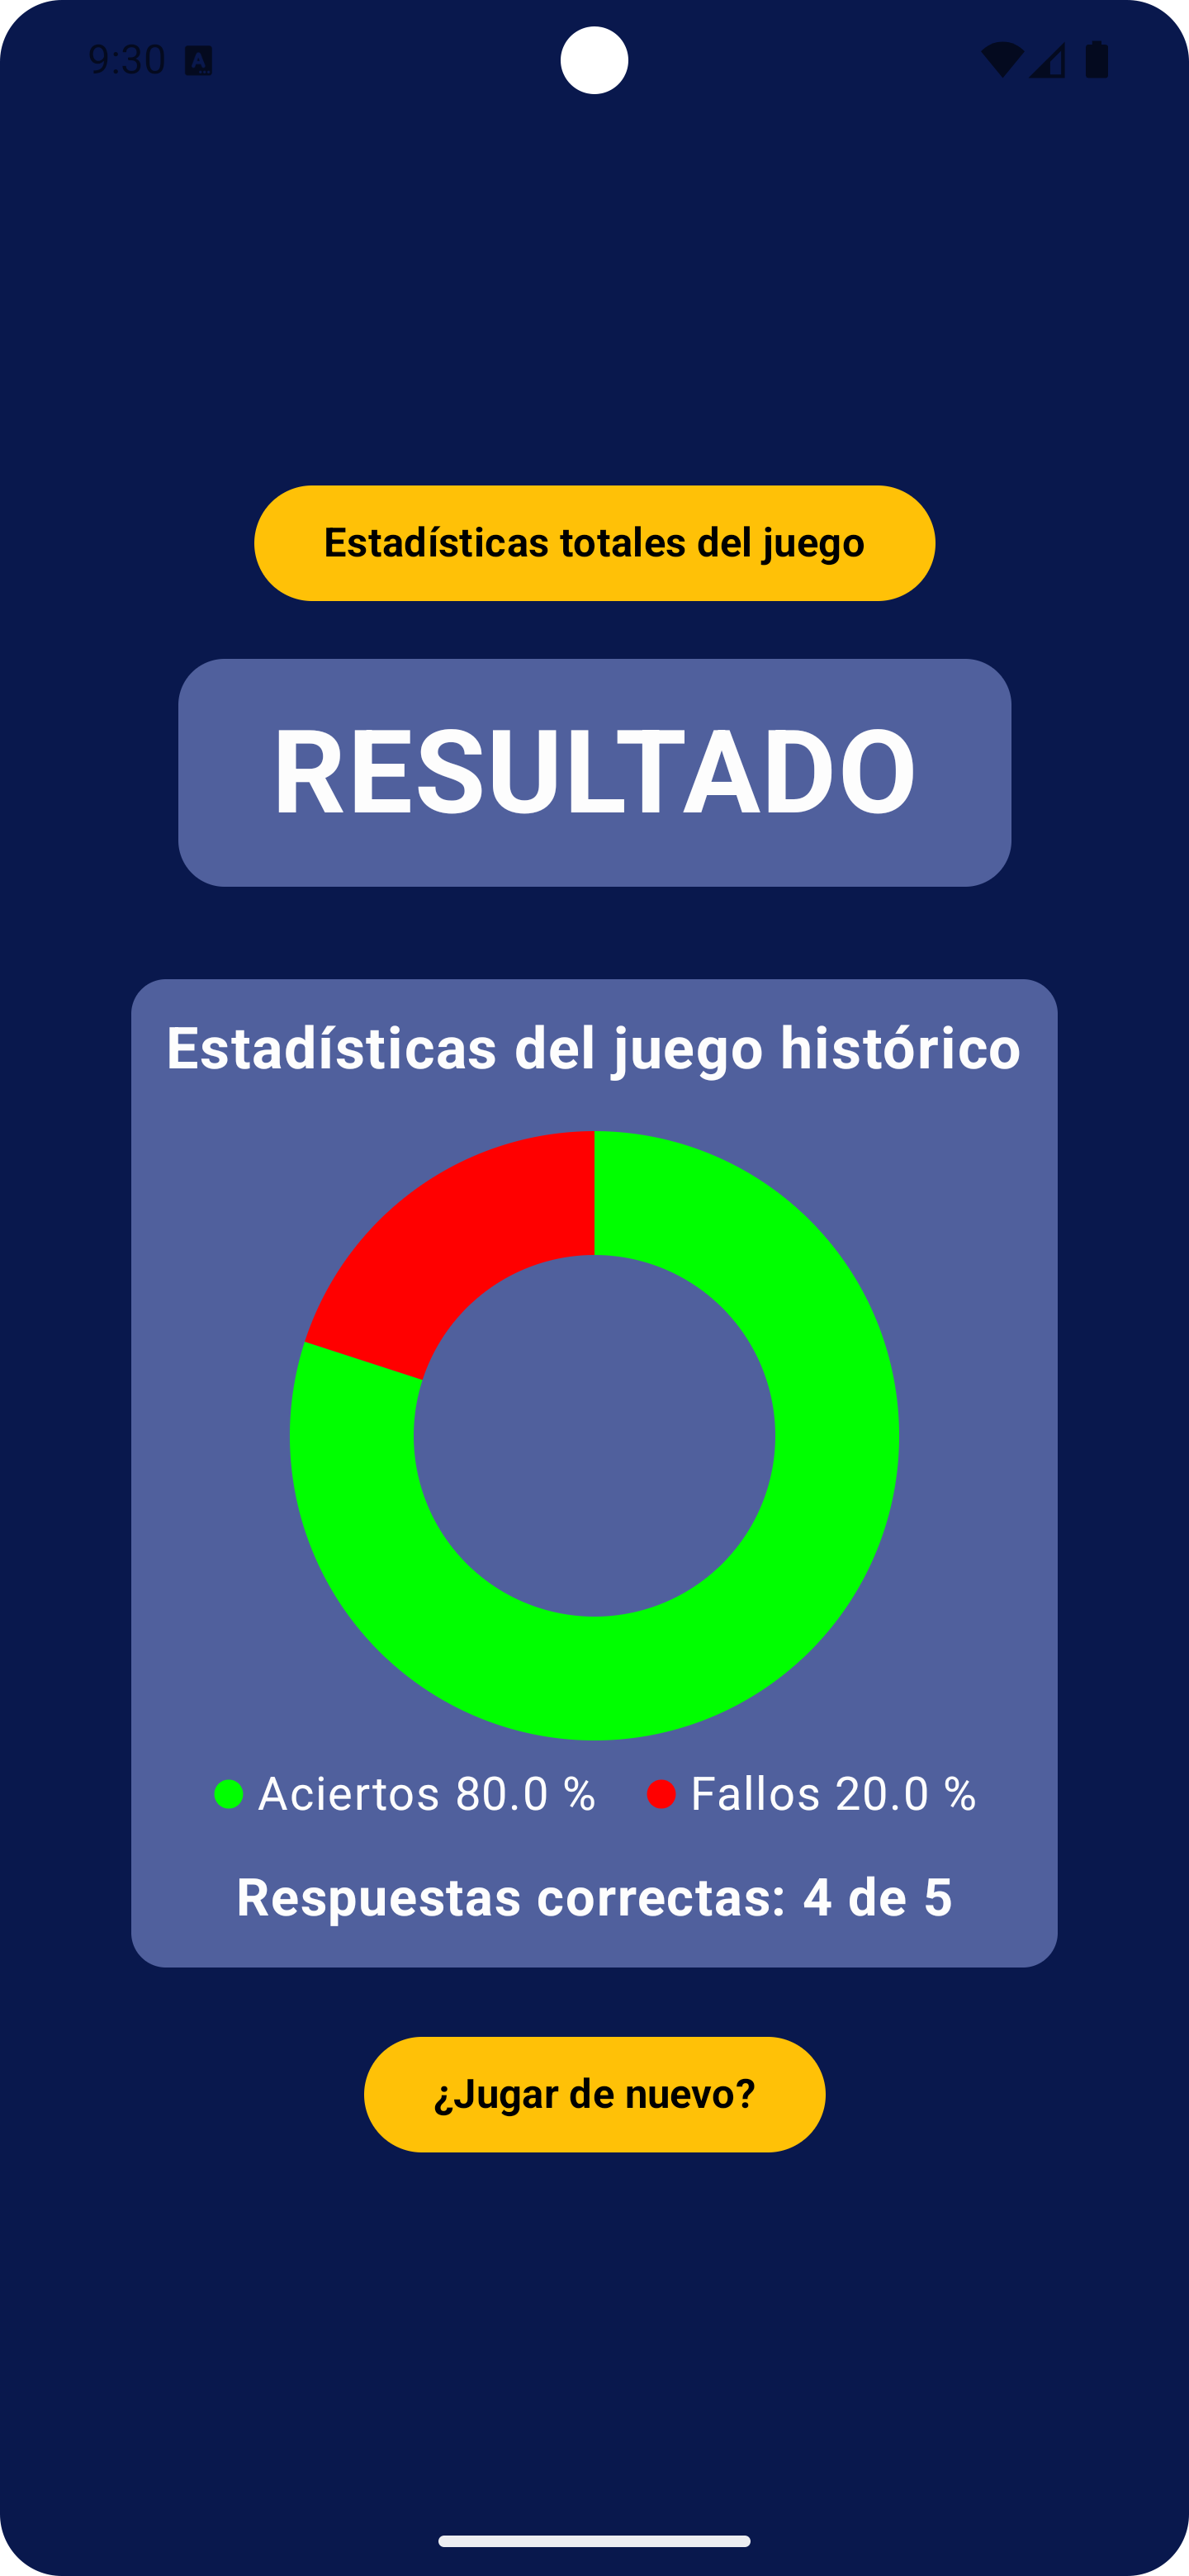 9:30
Estadísticas totales del juego
RESULTADO
Estadísticas del juego histórico
Aciertos 80.0 % Fallos 20.0 %
Respuestas correctas: 4 de 5
¿Jugar de nuevo?